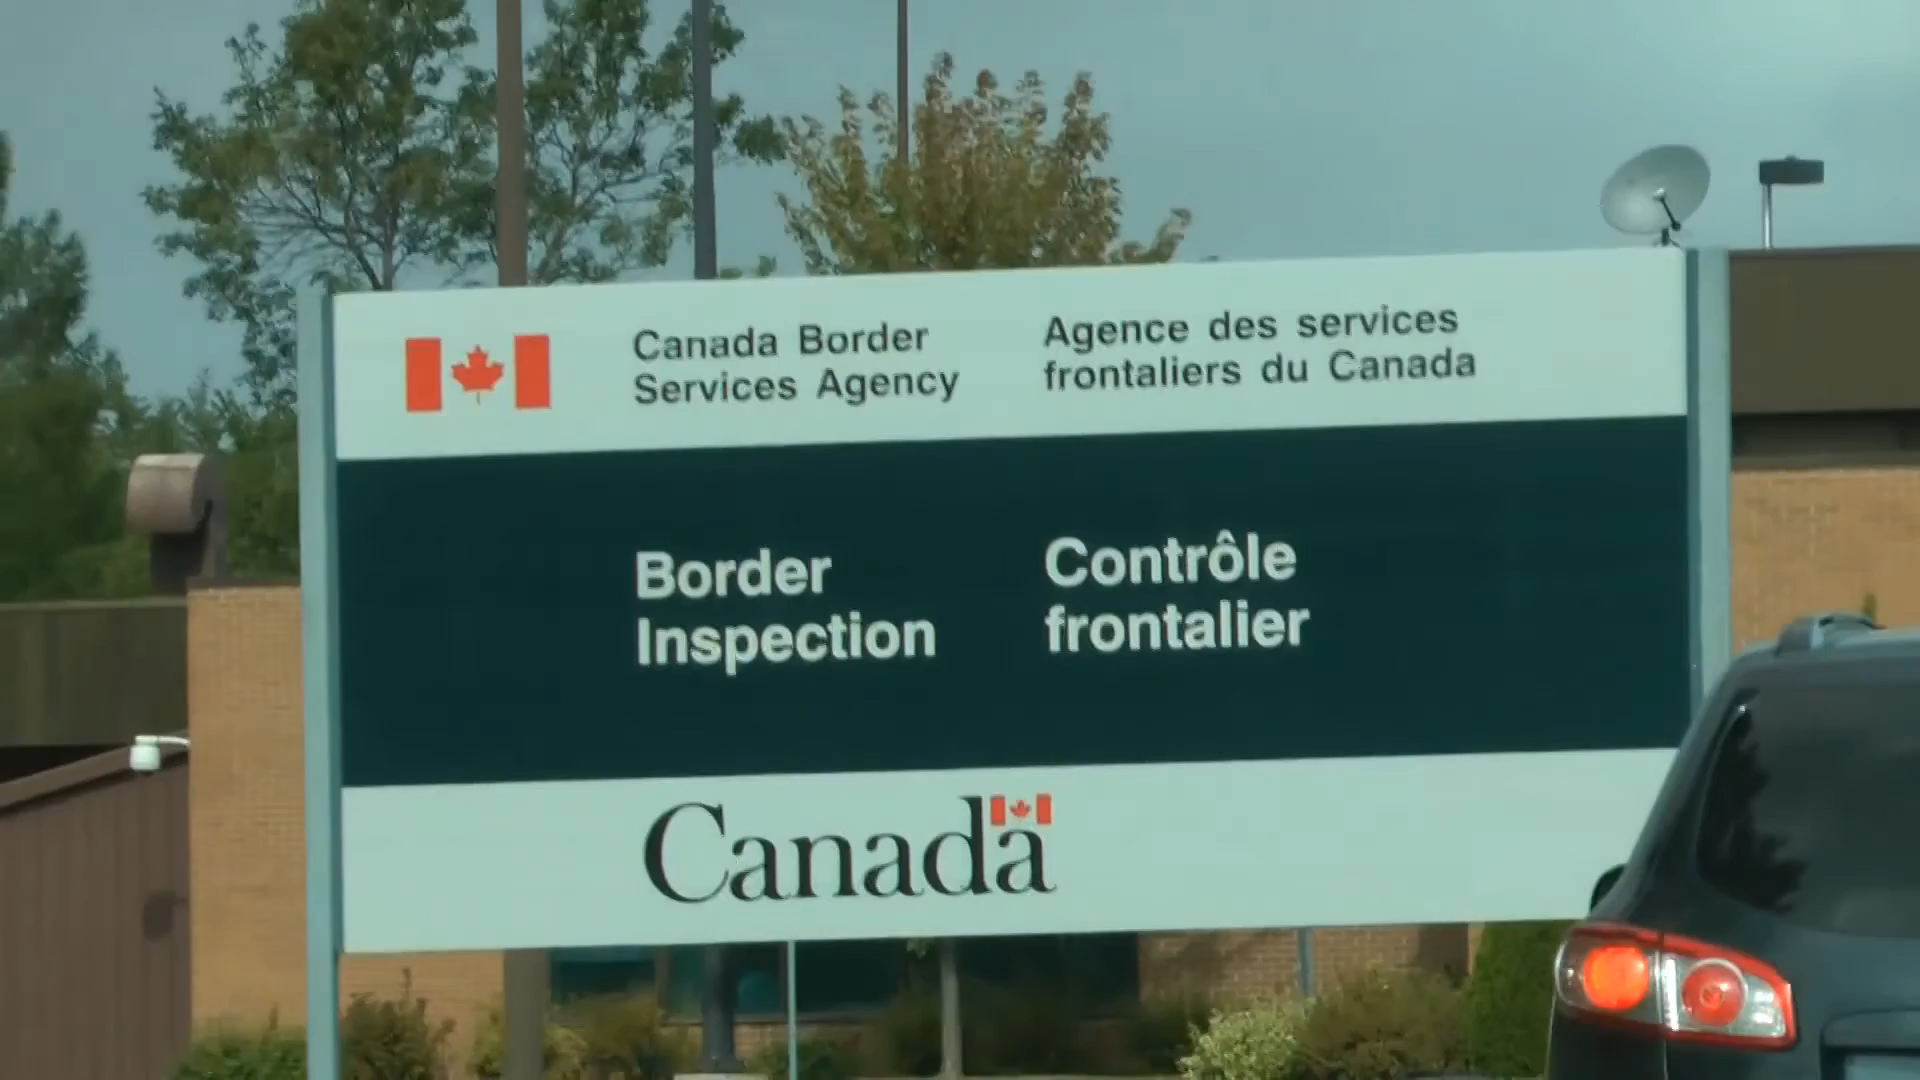 Canada Border
Services Agency
Agence des services
frontaliers du Canada
Border
Inspection
Contrôle
frontalier
Canada